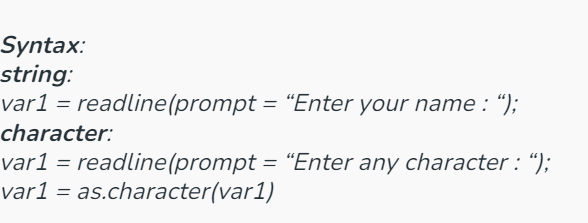 Syntax:
string:
var1 = readline(prompt = “Enter your name : “);
character:
var1 = readline(prompt = “Enter any character : “);
var1 = as.character(var1)